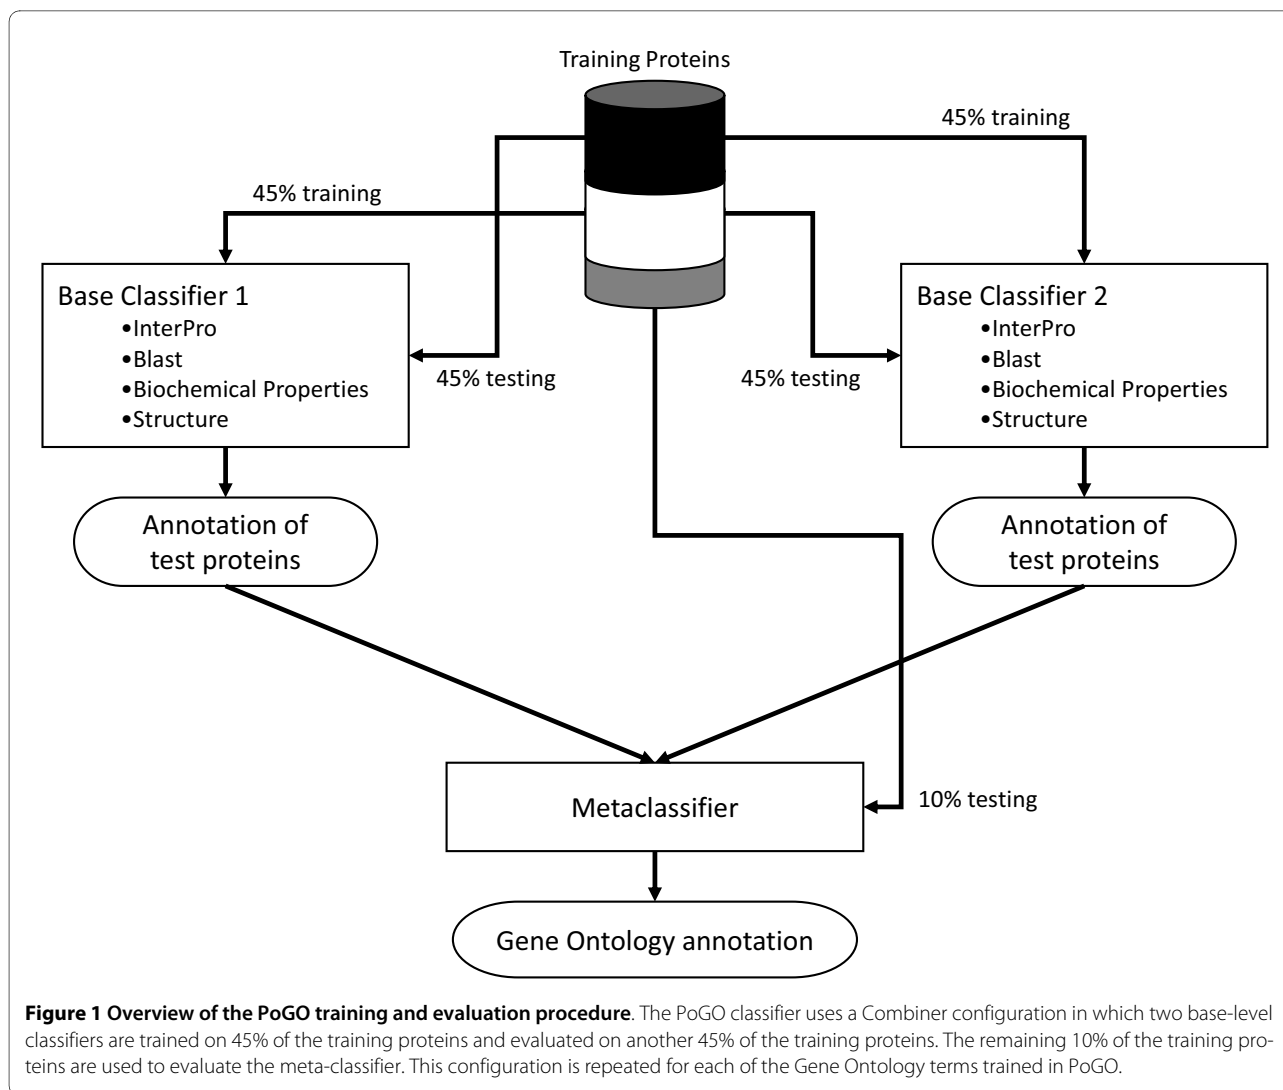 Training Proteins
45% training
45% training
Base Classifier 1
•InterPro
•Blast
•Biochemical Properties
•Structure
45% testing
45% testing
Base Classifier 2
•InterPro
•Blast
•Biochemical Properties
•Structure
Annotation of
test proteins
Annotation of
test proteins
Metaclassifier
10% testing
Gene Ontology annotation
Figure 1 Overview of the PoGO training and evaluation procedure. The PoGO classifier uses a Combiner configuration in which two base-level
classifiers are trained on 45% of the training proteins and evaluated on another 45% of the training proteins. The remaining 10% of the training pro-
teins are used to evaluate the meta-classifier. This configuration is repeated for each of the Gene Ontology terms trained in PoGO.